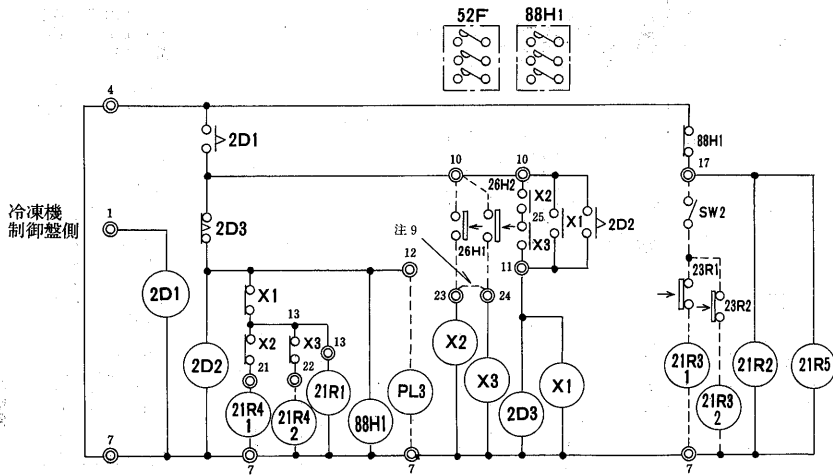 52F 88H1
4
2D1
88H1
10 10 17
26H2
X2
冷凍機
制御盤側
1
2D3
25
X1
2D2
SW2
26H1
X3
注9
12
11
23R1
23R2
2D1
X1
23 24
13
13
X2
X3
21
22
2D2
21R1
PL3
X2
X3
2D3
X1
21R3
1
21R2
21R5
21R4
1
21R4
2
88H1
21R3
2
7
7
7
7